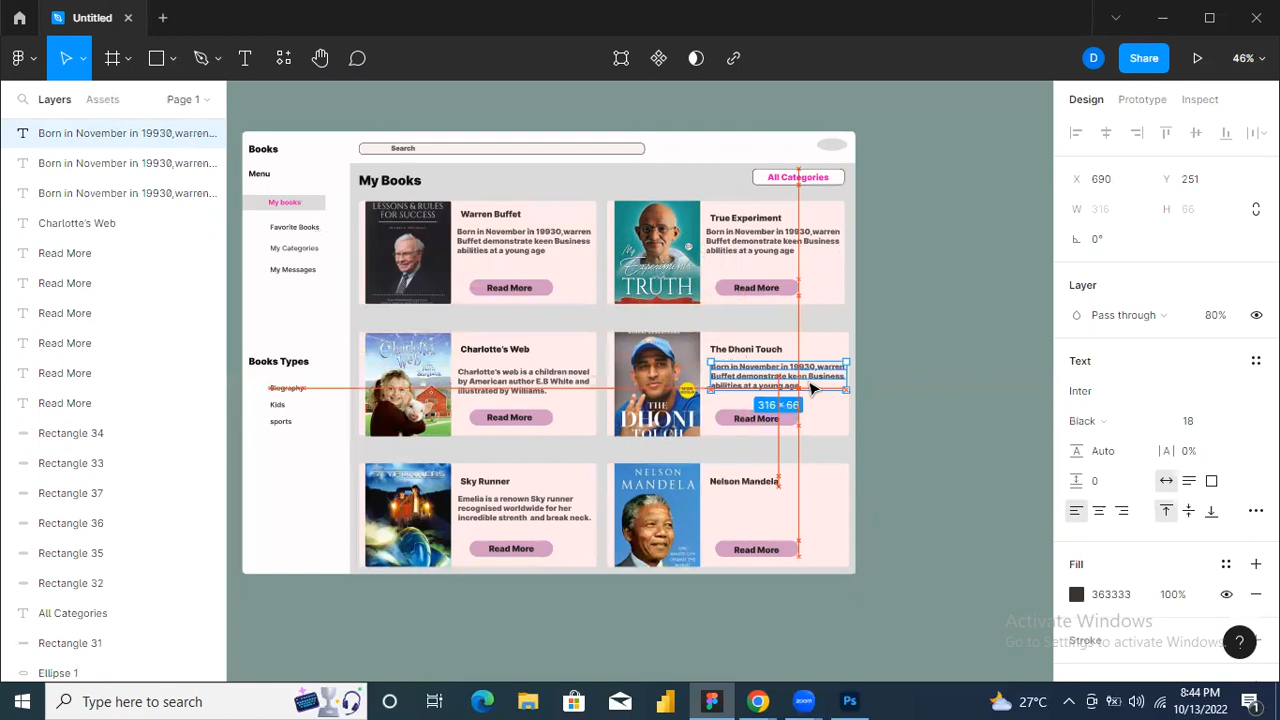 Untitled
Share
46%
D
Layers
Assets
Page 1
Design
Prototype
Inspect
Born in November in 19930,warren...
Born in November in 19930,warren...
Born in November in 19930,warren...
Charlotte's Web
Read More
Read More
Read More
Read More
Read More
Rectangle 34
Rectangle 33
Rectangle 37
Rectangle 36
Rectangle 35
Rectangle 32
All Categories
Rectangle 31
Ellipse 1
Books
Search
Menu
My books
Favorite Books
My Categories
My Messages
Books Types
Biography
Kids
sports
My Books
All Categories
LESSONS & RULES
FOR SUCCESS
Warren Buffet
Born in November in 19930,warren
Buffet demonstrate keen Business
abilities at a young age
Read More
My
Experiments
TRUTH
True Experiment
Born in November in 19930,warren
Buffet demonstrate keen Business
abilities at a young age
Read More
Charlotte's
Web
Charlotte's Web
Charlotte's web is a children novel
by American author E.B White and
illustrated by Williams.
Read More
THE
DHONI
TOUCH
The Dhoni Touch
Born in November in 19930,warren
Buffet demonstrate keen Business
abilities at a young age
316 × 66
Read More
Sky Runner
Emelia is a renown Sky runner
recognised worldwide for her
incredible strenth and break neck.
Read More
NELSON
MANDELA
Nelson Mandela
Read More
X 690
Y 251
W 316
H 66
0°
Layer
Pass through
80%
Text
Inter
Black
18
Auto
0%
0
Fill
363333
100%
Stroke
Activate Windows
Go to Settings to activate Windows.
?
Type here to search
zoom
Ps
27°C
8:44 PM
10/13/2022
1